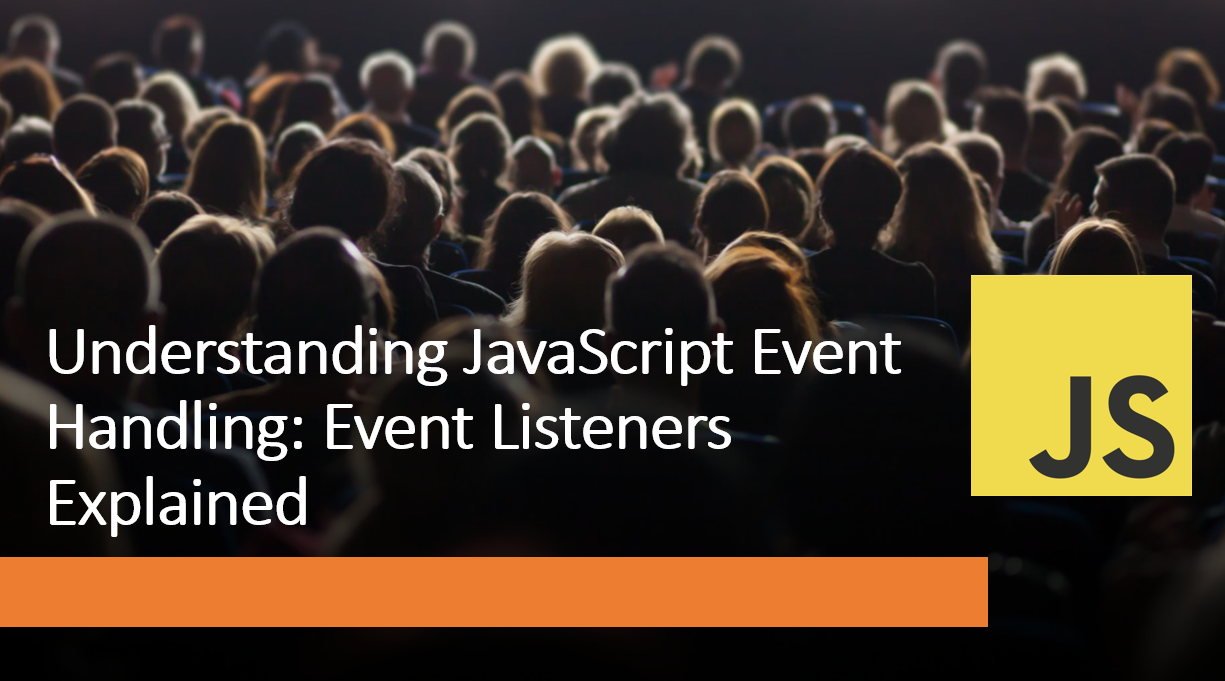 Understanding JavaScript Event
Handling: Event Listeners
Explained
JS